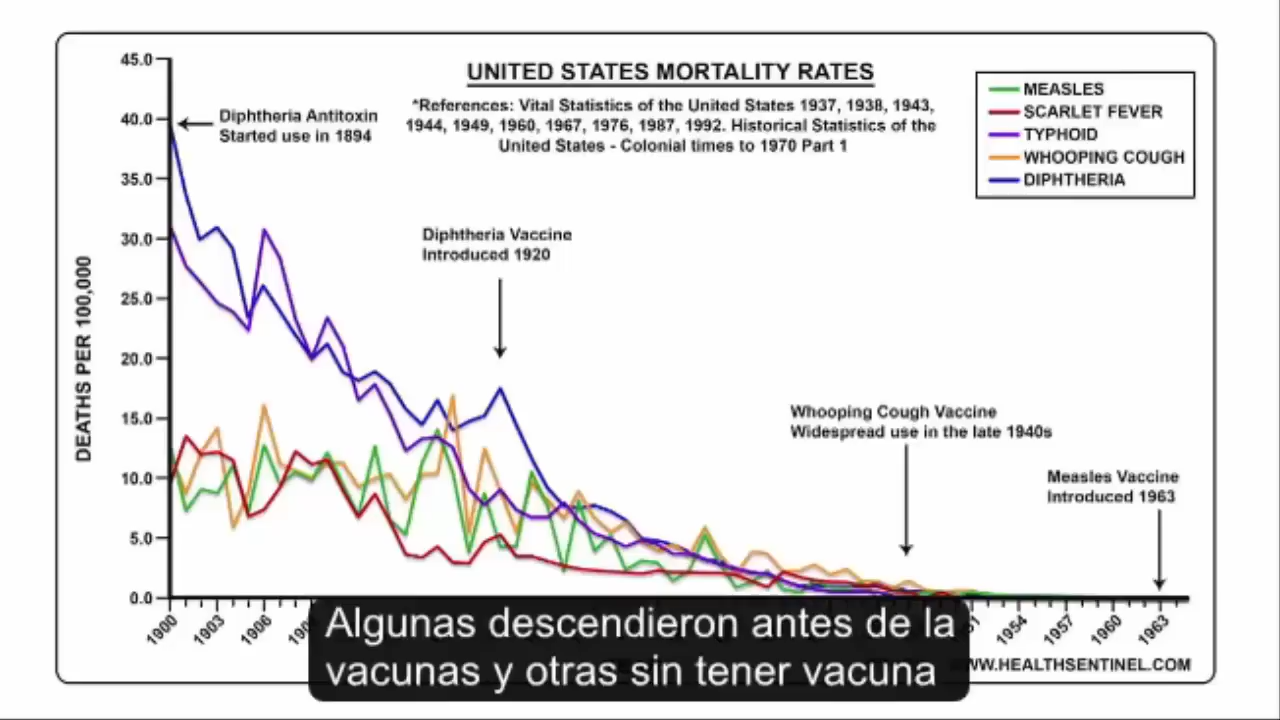 UNITED STATES MORTALITY RATES
*References: Vital Statistics of the United States 1937, 1938, 1943,
1944, 1949, 1960, 1967, 1976, 1987, 1992. Historical Statistics of the
United States - Colonial times to 1970 Part 1
MEASLES
SCARLET FEVER
TYPHOID
WHOOPING COUGH
DIPHTHERIA
45.0
40.0
35.0
30.0
25.0
20.0
15.0
10.0
5.0
0.0
DEATHS PER 100,000
Diphtheria Antitoxin
Started use in 1894
Diphtheria Vaccine
Introduced 1920
Whooping Cough Vaccine
Widespread use in the late 1940s
Measles Vaccine
Introduced 1963
1900
1903
1906
1954
1957
1960
1963
Algunas descendieron antes de la
vacunas y otras sin tener vacuna
WWW.HEALTHSENTINEL.COM